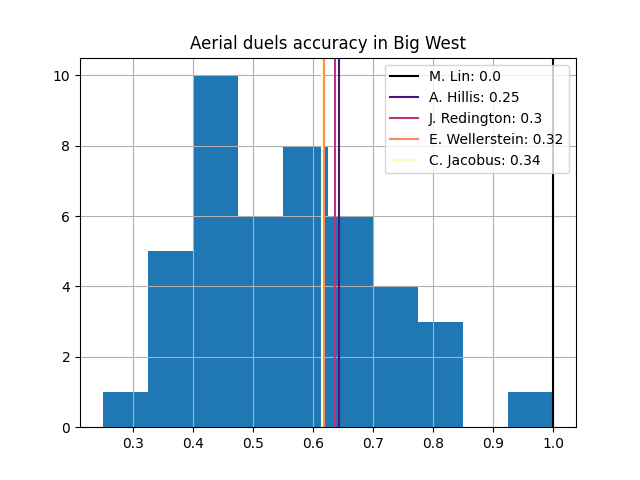 Aerial duels accuracy in Big West
M. Lin: 0.0
A. Hillis: 0.25
J. Redington: 0.3
E. Wellerstein: 0.32
C. Jacobus: 0.34
10
8
6
4
2
0
0.3 0.4 0.5 0.6 0.7 0.8 0.9 1.0